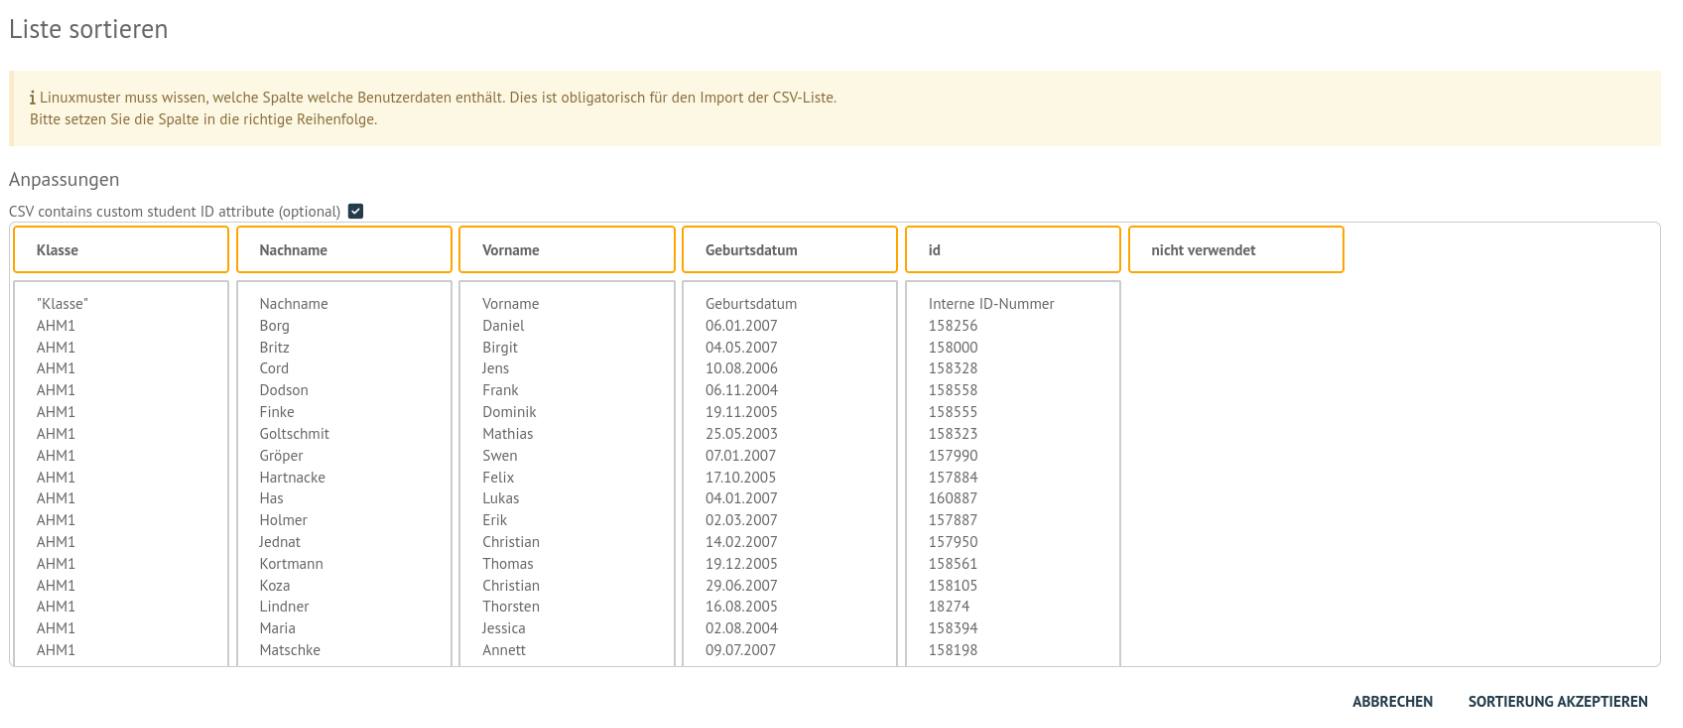 Liste sortieren
Linuxmuster muss wissen, welche Spalte welche Benutzerdaten enthält. Dies ist obligatorisch für den Import der CSV-Liste.
Bitte setzen Sie die Spalte in die richtige Reihenfolge.
Anpassungen
CSV contains custom student ID attribute (optional)
Klasse Nachname Vorname Geburtsdatum id nicht verwendet
"Klasse" Nachname Vorname Geburtsdatum Interne ID-Nummer
AHM1 Borg Daniel 06.01.2007 158256
AHM1 Britz Birgit 04.05.2007 158000
AHM1 Cord Jens 10.08.2006 158328
AHM1 Dodson Frank 06.11.2004 158558
AHM1 Finke Dominik 19.11.2005 158555
AHM1 Goltschmit Mathias 25.05.2003 158323
AHM1 Gröper Swen 07.01.2007 157990
AHM1 Hartnacke Felix 17.10.2005 157884
AHM1 Has Lukas 04.01.2007 160887
AHM1 Holmer Erik 02.03.2007 157887
AHM1 Jednat Christian 14.02.2007 157950
AHM1 Kortmann Thomas 19.12.2005 158561
AHM1 Koza Christian 29.06.2007 158105
AHM1 Lindner Thorsten 16.08.2005 18274
AHM1 Maria Jessica 02.08.2004 158394
AHM1 Matschke Annett 09.07.2007 158198
ABBRECHEN SORTIERUNG AKZEPTIEREN